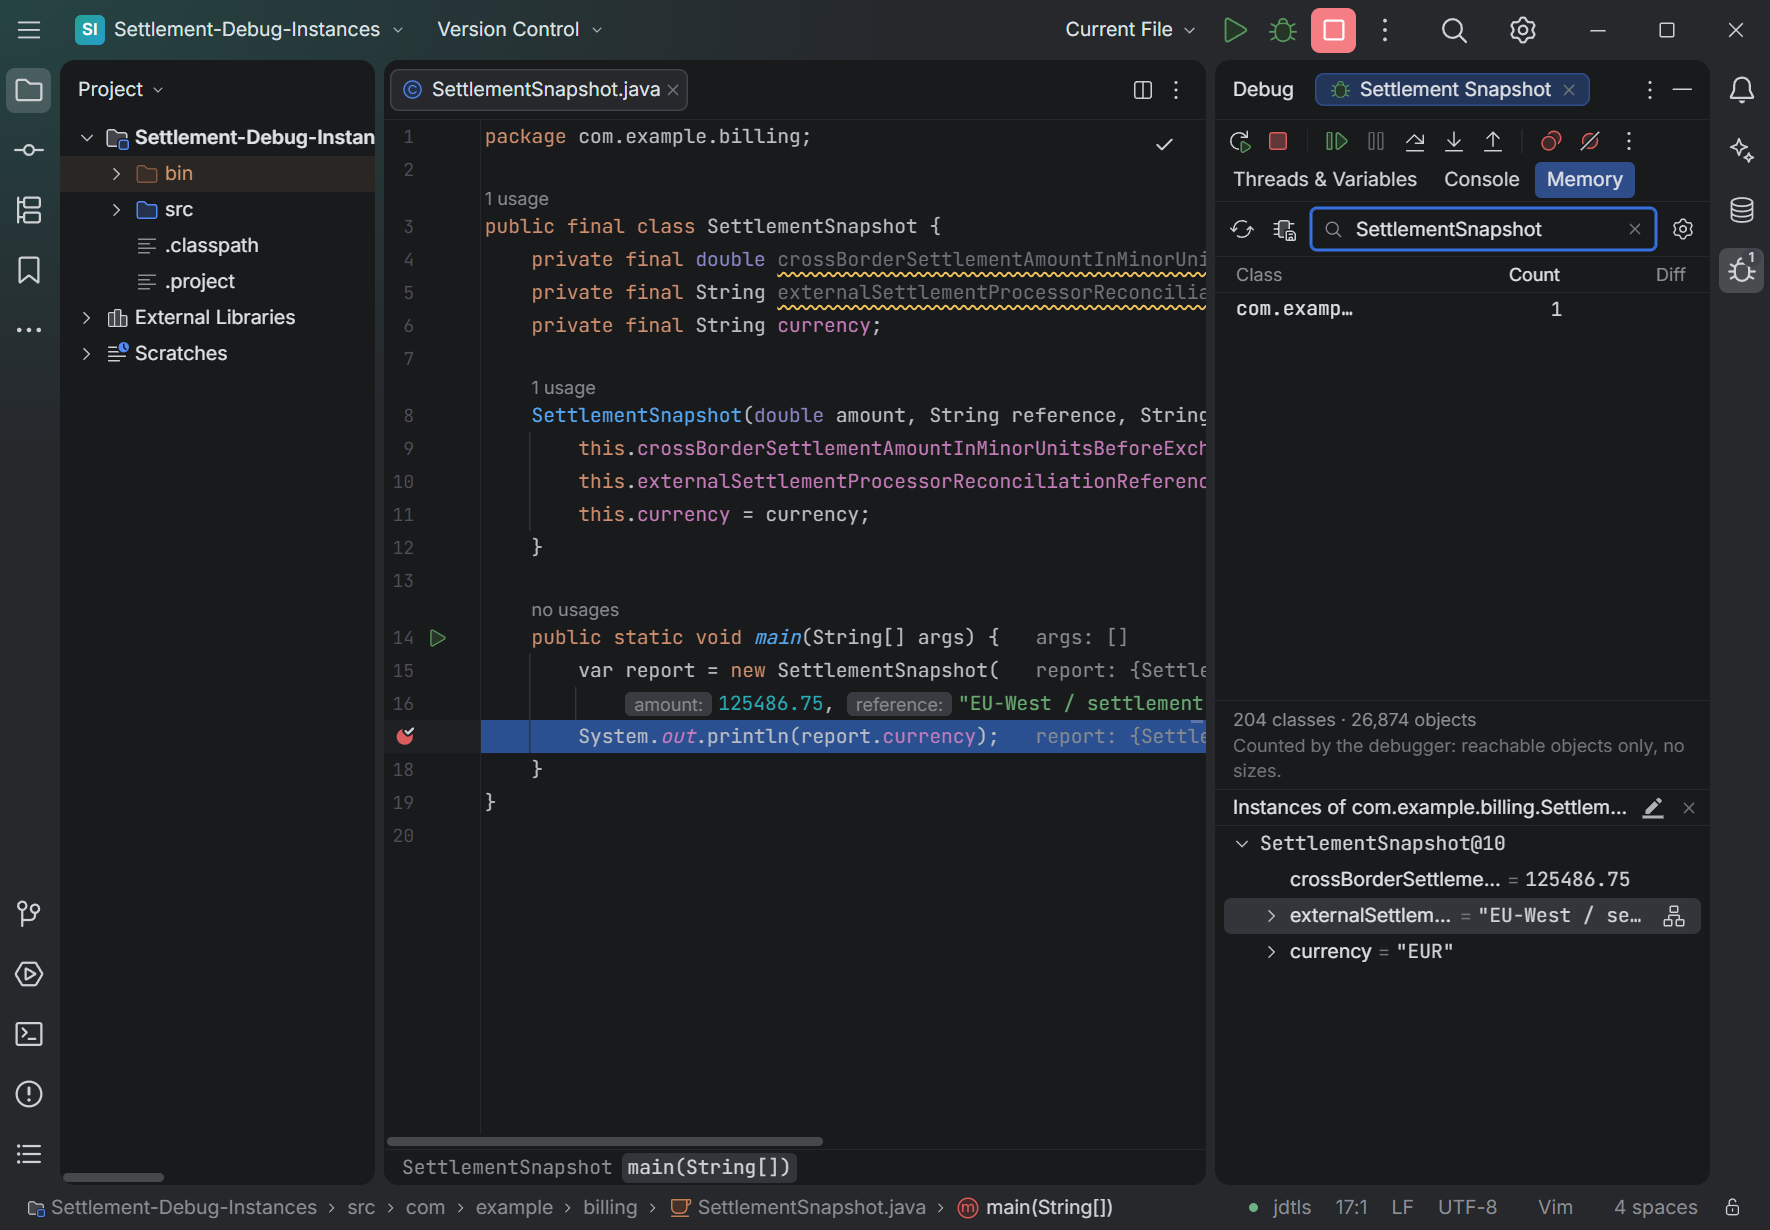 SI Settlement-Debug-Instances Version Control Current File
Project
Settlement-Debug-Instan
bin
src
.classpath
.project
External Libraries
Scratches
SettlementSnapshot.java
1 package com.example.billing;
2
1 usage
3 public final class SettlementSnapshot {
4 private final double crossBorderSettlementAmountInMinorUni
5 private final String externalSettlementProcessorReconcilia
6 private final String currency;
7
1 usage
8 SettlementSnapshot(double amount, String reference, String
9 this.crossBorderSettlementAmountInMinorUnitsBeforeExch
10 this.externalSettlementProcessorReconciliationReferenc
11 this.currency = currency;
12 }
13
no usages
14 public static void main(String[] args) { args: []
15 var report = new SettlementSnapshot( report: {Settle
16 amount: 125486.75, reference: "EU-West / settlement
System.out.println(report.currency); report: {Settle
18 }
19 }
20
SettlementSnapshot main(String[])
Debug Settlement Snapshot
Threads & Variables Console Memory
SettlementSnapshot
Class Count Diff
com.examp… 1
204 classes · 26,874 objects
Counted by the debugger: reachable objects only, no
sizes.
Instances of com.example.billing.Settlem...
SettlementSnapshot@10
crossBorderSettleme... = 125486.75
externalSettlem... = "EU-West / se…
currency = "EUR"
1
Settlement-Debug-Instances › src › com › example › billing › SettlementSnapshot.java › m main(String[]) jdtls 17:1 LF UTF-8 Vim 4 spaces